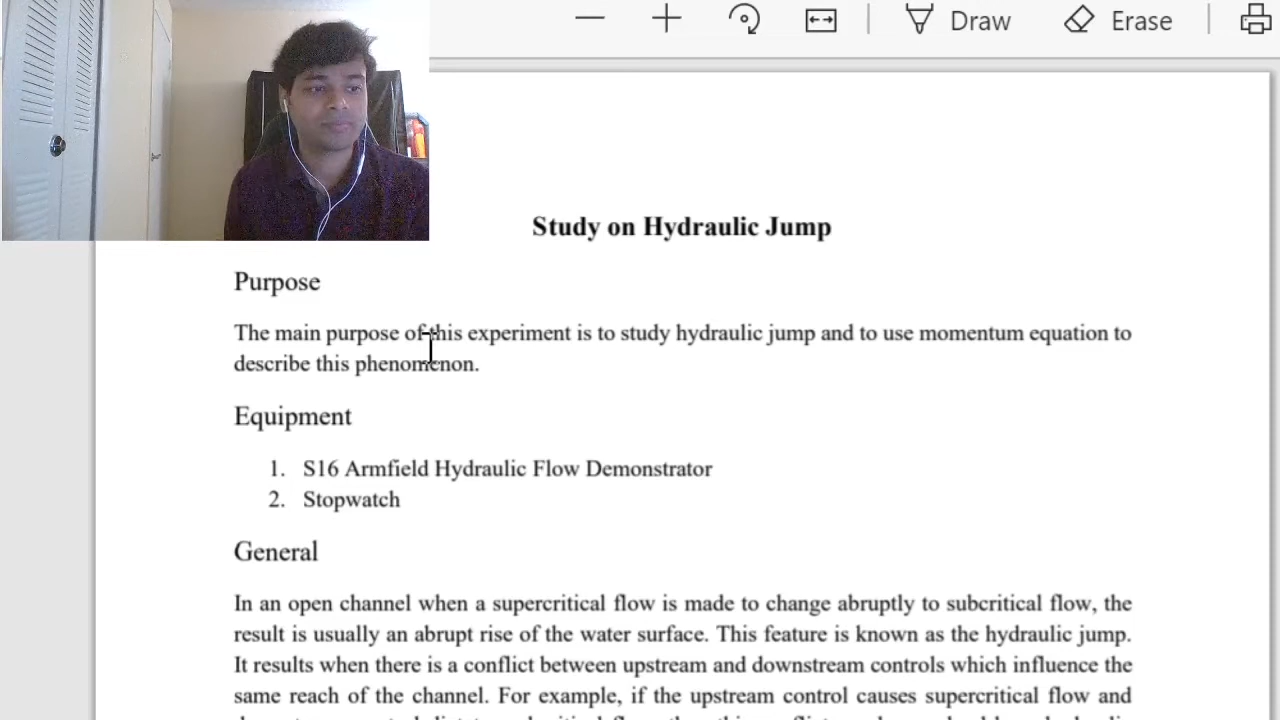 Draw
Erase
Study on Hydraulic Jump
Purpose
The main purpose of this experiment is to study hydraulic jump and to use momentum equation to
describe this phenomenon.
Equipment
1. S16 Armfield Hydraulic Flow Demonstrator
2. Stopwatch
General
In an open channel when a supercritical flow is made to change abruptly to subcritical flow, the
result is usually an abrupt rise of the water surface. This feature is known as the hydraulic jump.
It results when there is a conflict between upstream and downstream controls which influence the
same reach of the channel. For example, if the upstream control causes supercritical flow and